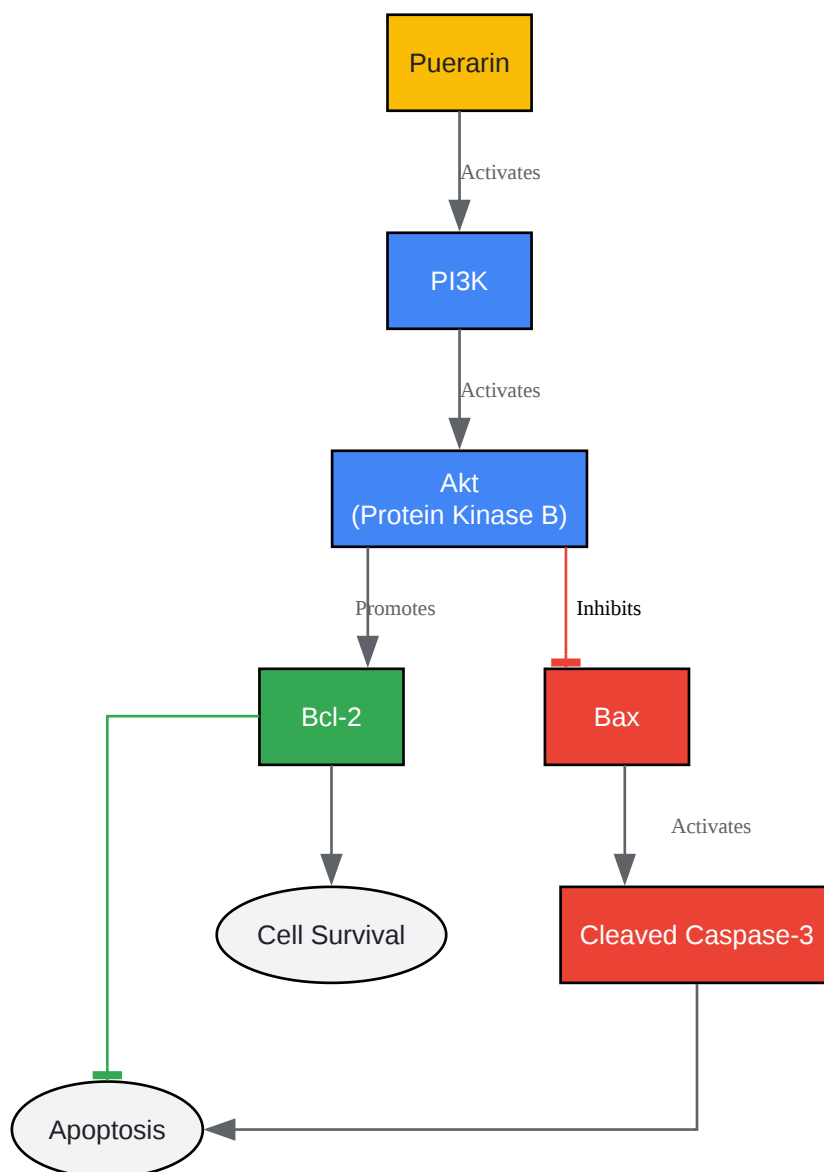 Puerarin
Activates
PI3K
Activates
Akt
(Protein Kinase B)
Promotes
Inhibits
Bcl-2
Bax
Activates
Cell Survival
Cleaved Caspase-3
Apoptosis